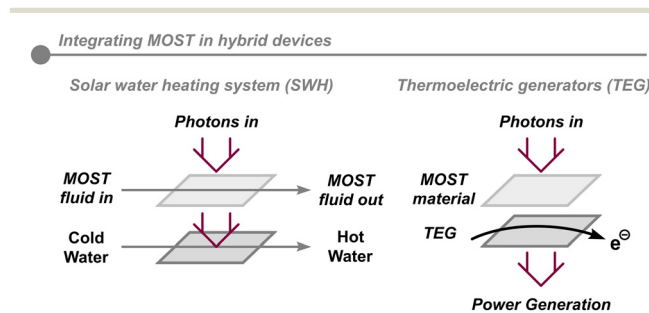 Integrating MOST in hybrid devices
Solar water heating system (SWH)
Photons in
MOST
fluid in
MOST
fluid out
Cold
Water
Hot
Water
Thermoelectric generators (TEG)
Photons in
MOST
material
TEG
e⊖
Power Generation